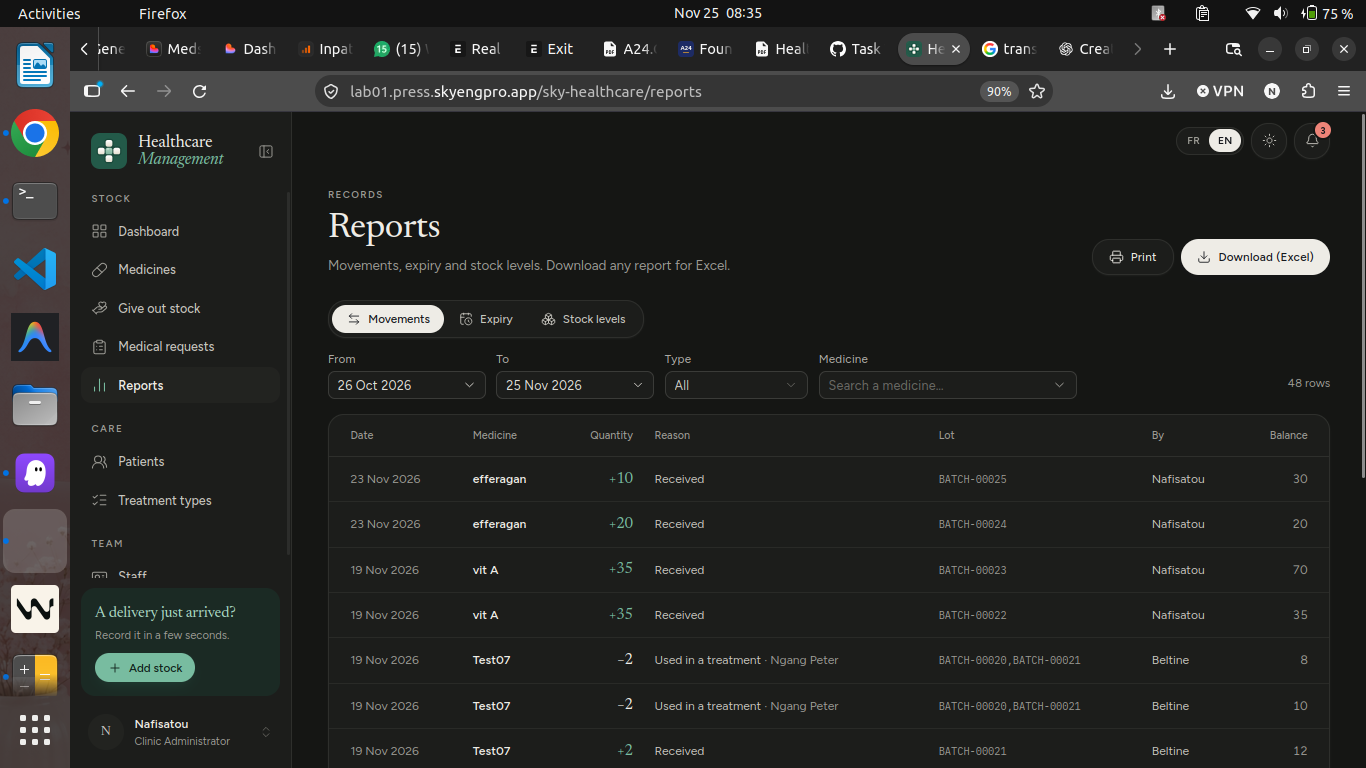 Activities
Firefox
Nov 25 08:35
75 %
Meds
Dash
Inpat
(15)
Real
Exit
A24.
Foun
Healt
Task
He
trans
Crea
lab01.press.skyengpro.app/sky-healthcare/reports
90%
VPN
N
Healthcare
Management
FR
EN
3
STOCK
Dashboard
Medicines
Give out stock
Medical requests
Reports
CARE
Patients
Treatment types
TEAM
Staff
A delivery just arrived?
Record it in a few seconds.
+ Add stock
N
Nafisatou
Clinic Administrator
RECORDS
Reports
Movements, expiry and stock levels. Download any report for Excel.
Print
Download (Excel)
Movements
Expiry
Stock levels
From
To
Type
Medicine
26 Oct 2026
25 Nov 2026
All
Search a medicine...
48 rows
Date Medicine Quantity Reason Lot By Balance
23 Nov 2026 efferagan +10 Received BATCH-00025 Nafisatou 30
23 Nov 2026 efferagan +20 Received BATCH-00024 Nafisatou 20
19 Nov 2026 vit A +35 Received BATCH-00023 Nafisatou 70
19 Nov 2026 vit A +35 Received BATCH-00022 Nafisatou 35
19 Nov 2026 Test07 −2 Used in a treatment · Ngang Peter BATCH-00020,BATCH-00021 Beltine 8
19 Nov 2026 Test07 −2 Used in a treatment · Ngang Peter BATCH-00020,BATCH-00021 Beltine 10
19 Nov 2026 Test07 +2 Received BATCH-00021 Beltine 12